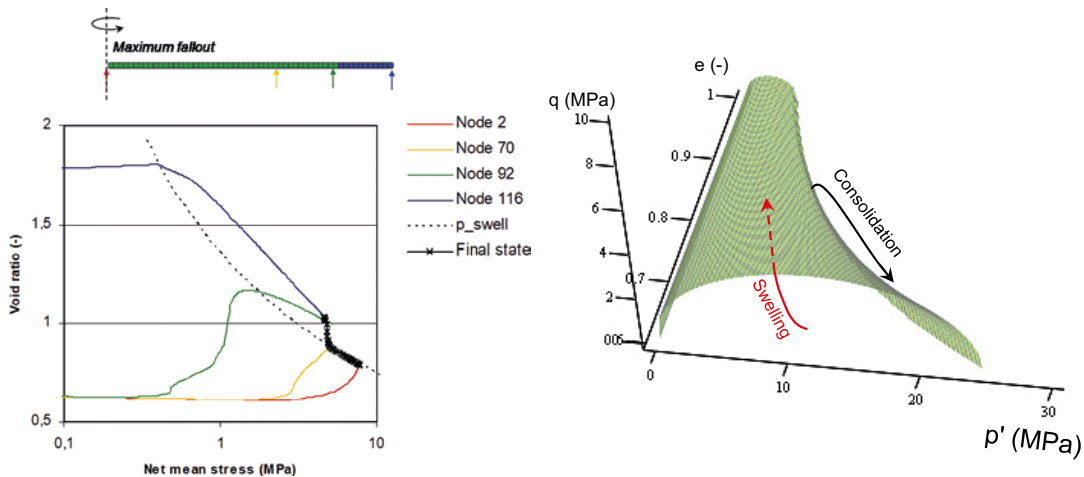 Maximum fallout
2
1,5
1
0,5
0,1
1
10
Void ratio (-)
Net mean stress (MPa)
Node 2
Node 70
Node 92
Node 116
p_swell
Final state
e (-)
q (MPa)
10
8
6
4
2
0
1
0.9
0.8
0.7
0.6
Consolidation
Swelling
0
10
20
30
p' (MPa)